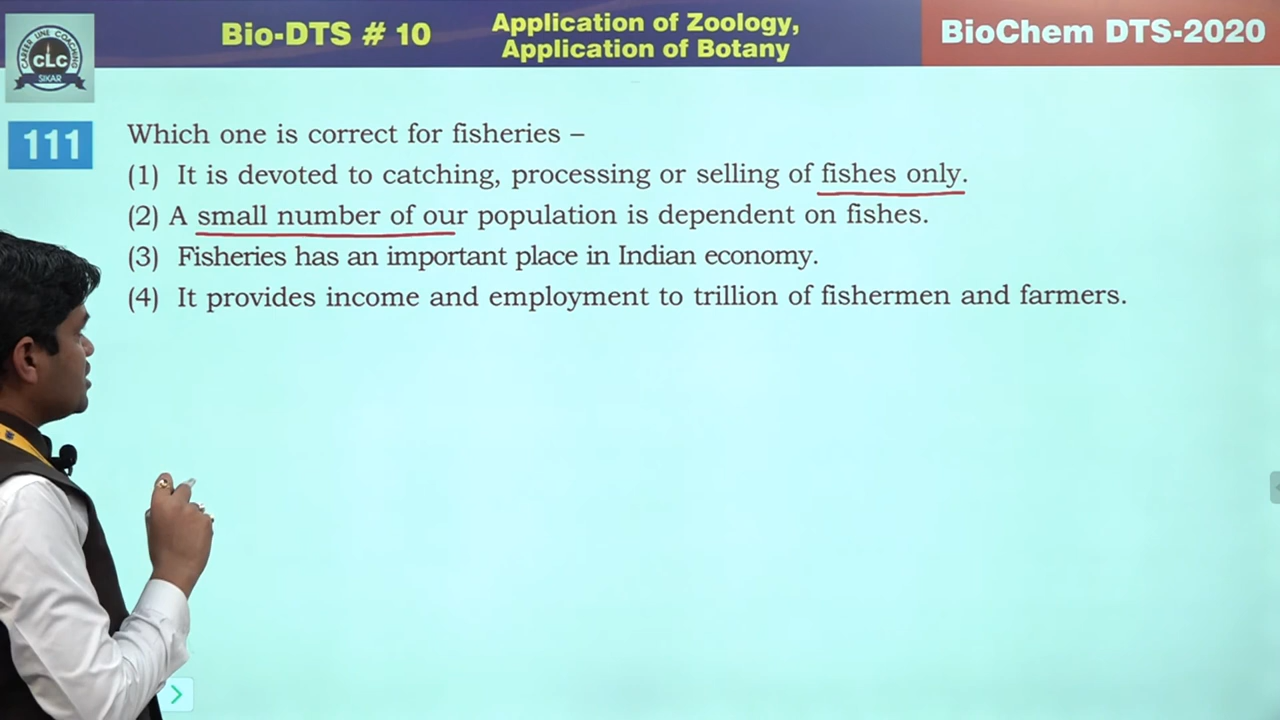 Bio-DTS # 10
Application of Zoology,
Application of Botany
BioChem DTS-2020
CAREER LINE COACHING
CLC
SIKAR
111
Which one is correct for fisheries –
(1) It is devoted to catching, processing or selling of fishes only.
(2) A small number of our population is dependent on fishes.
(3) Fisheries has an important place in Indian economy.
(4) It provides income and employment to trillion of fishermen and farmers.